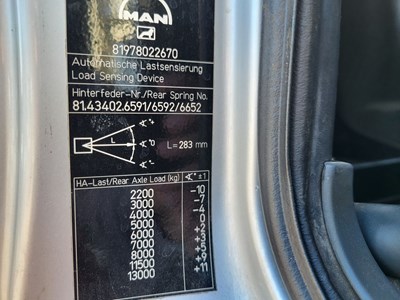 MAN
81978022670
Automatische Lastsensierung
Load Sensing Device
Hinterfeder-Nr./Rear Spring No.
81.43402.6591/6592/6652
∢°+
L
∢°0
L=283 mm
∢°-
HA-Last/Rear Axle Load (kg) ∢° ±1
2200 -10
3000 -7
4000 -4
5000 0
6000 +2
7000 +3
8000 +5
11500 +9
13000 +11